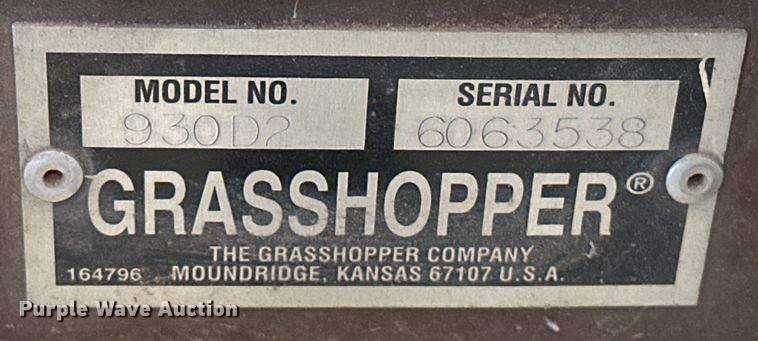 MODEL NO. SERIAL NO.
930D2 6063538
GRASSHOPPER®
THE GRASSHOPPER COMPANY
164796 MOUNDRIDGE, KANSAS 67107 U.S.A.
Purple Wave Auction